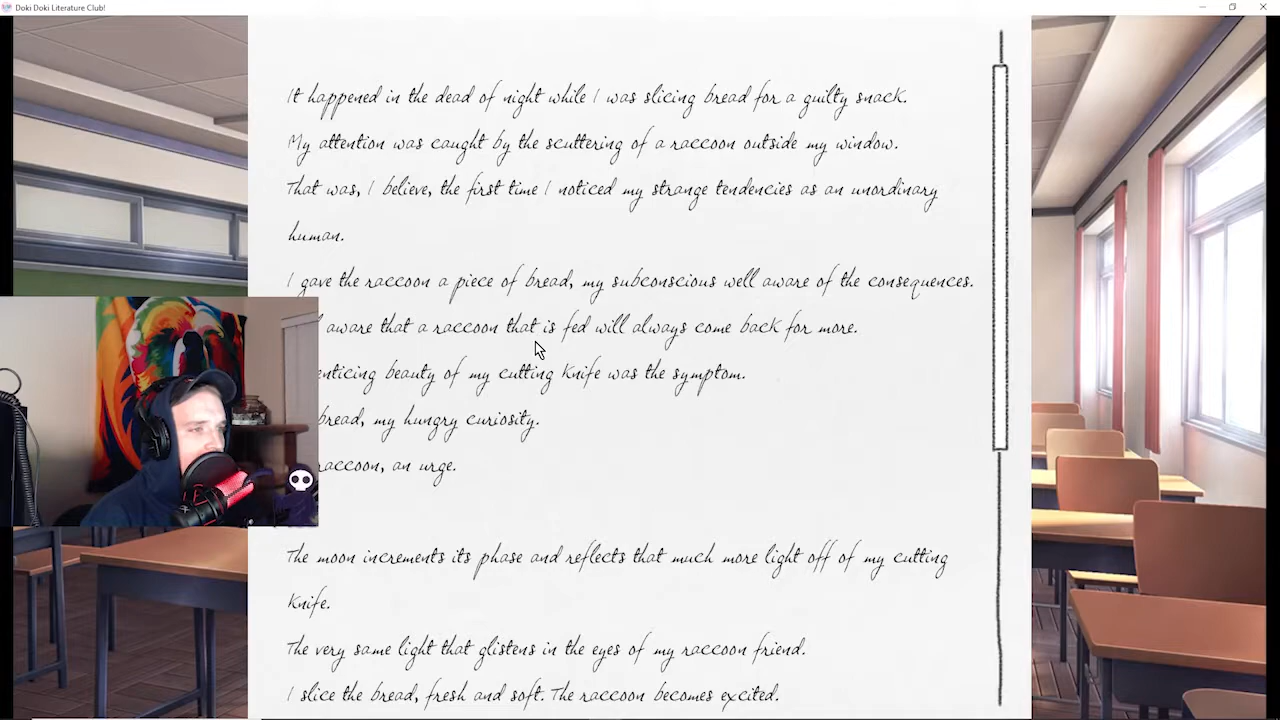 Doki Doki Literature Club!
It happened in the dead of night while I was slicing bread for a guilty snack.
My attention was caught by the scuttering of a raccoon outside my window.
That was, I believe, the first time I noticed my strange tendencies as an unordinary
human.
I gave the raccoon a piece of bread, my subconscious well aware of the consequences.
aware that a raccoon that is fed will always come back for more.
enticing beauty of my cutting knife was the symptom.
bread, my hungry curiosity.
raccoon, an urge.
The moon increments its phase and reflects that much more light off of my cutting
knife.
The very same light that glistens in the eyes of my raccoon friend.
I slice the bread, fresh and soft. The raccoon becomes excited.